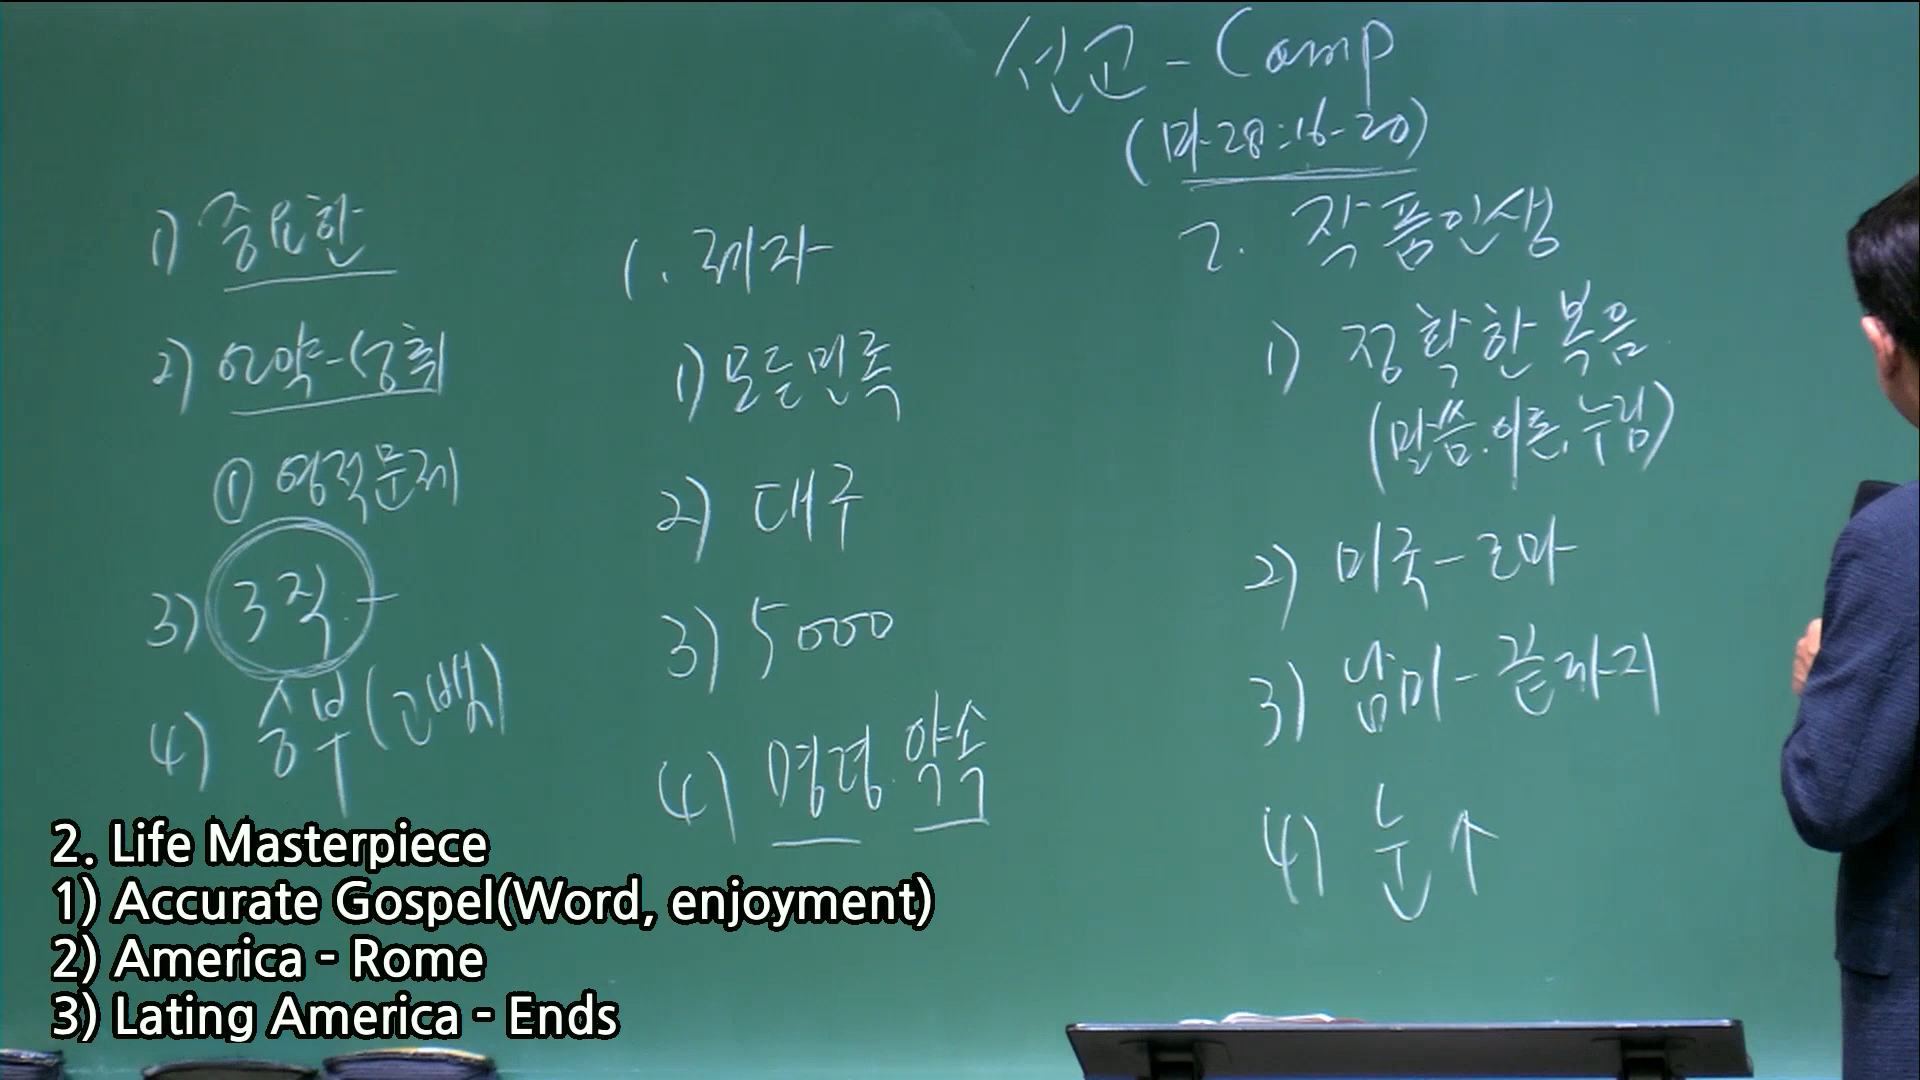 선교 - Camp
(마 28:16-20)
1) 중요한
2) 언약 - 성취
① 영적문제
3) 3직 -
4) 승부(고백)
1. 제자
1) 모든민족
2) 대구
3) 5000
4) 명령. 약속
2. 작품인생
1) 정확한 복음
(말씀. 이론, 누림)
2) 미국 - 로마
3) 남미 - 끝까지
4) 눈 ↑
2. Life Masterpiece
1) Accurate Gospel(Word, enjoyment)
2) America - Rome
3) Lating America - Ends